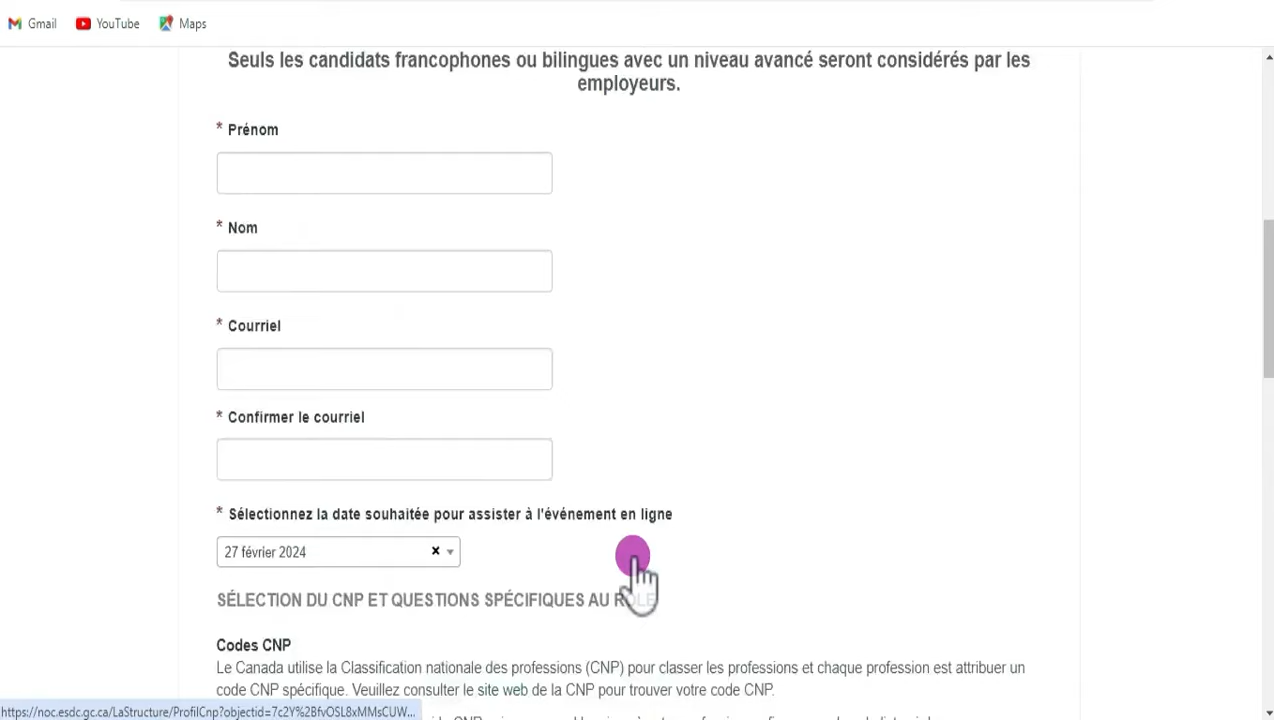 Gmail YouTube Maps
Seuls les candidats francophones ou bilingues avec un niveau avancé seront considérés par les
employeurs.
* Prénom
* Nom
* Courriel
* Confirmer le courriel
* Sélectionnez la date souhaitée pour assister à l'événement en ligne
27 février 2024 ×
SÉLECTION DU CNP ET QUESTIONS SPÉCIFIQUES AU RÔLE
Codes CNP
Le Canada utilise la Classification nationale des professions (CNP) pour classer les professions et chaque profession est attribuer un
code CNP spécifique. Veuillez consulter le site web de la CNP pour trouver votre code CNP.
https://noc.esdc.gc.ca/LaStructure/ProfilCnp?objectid=7c2Y%2BfvOSL8xMMsCUW...